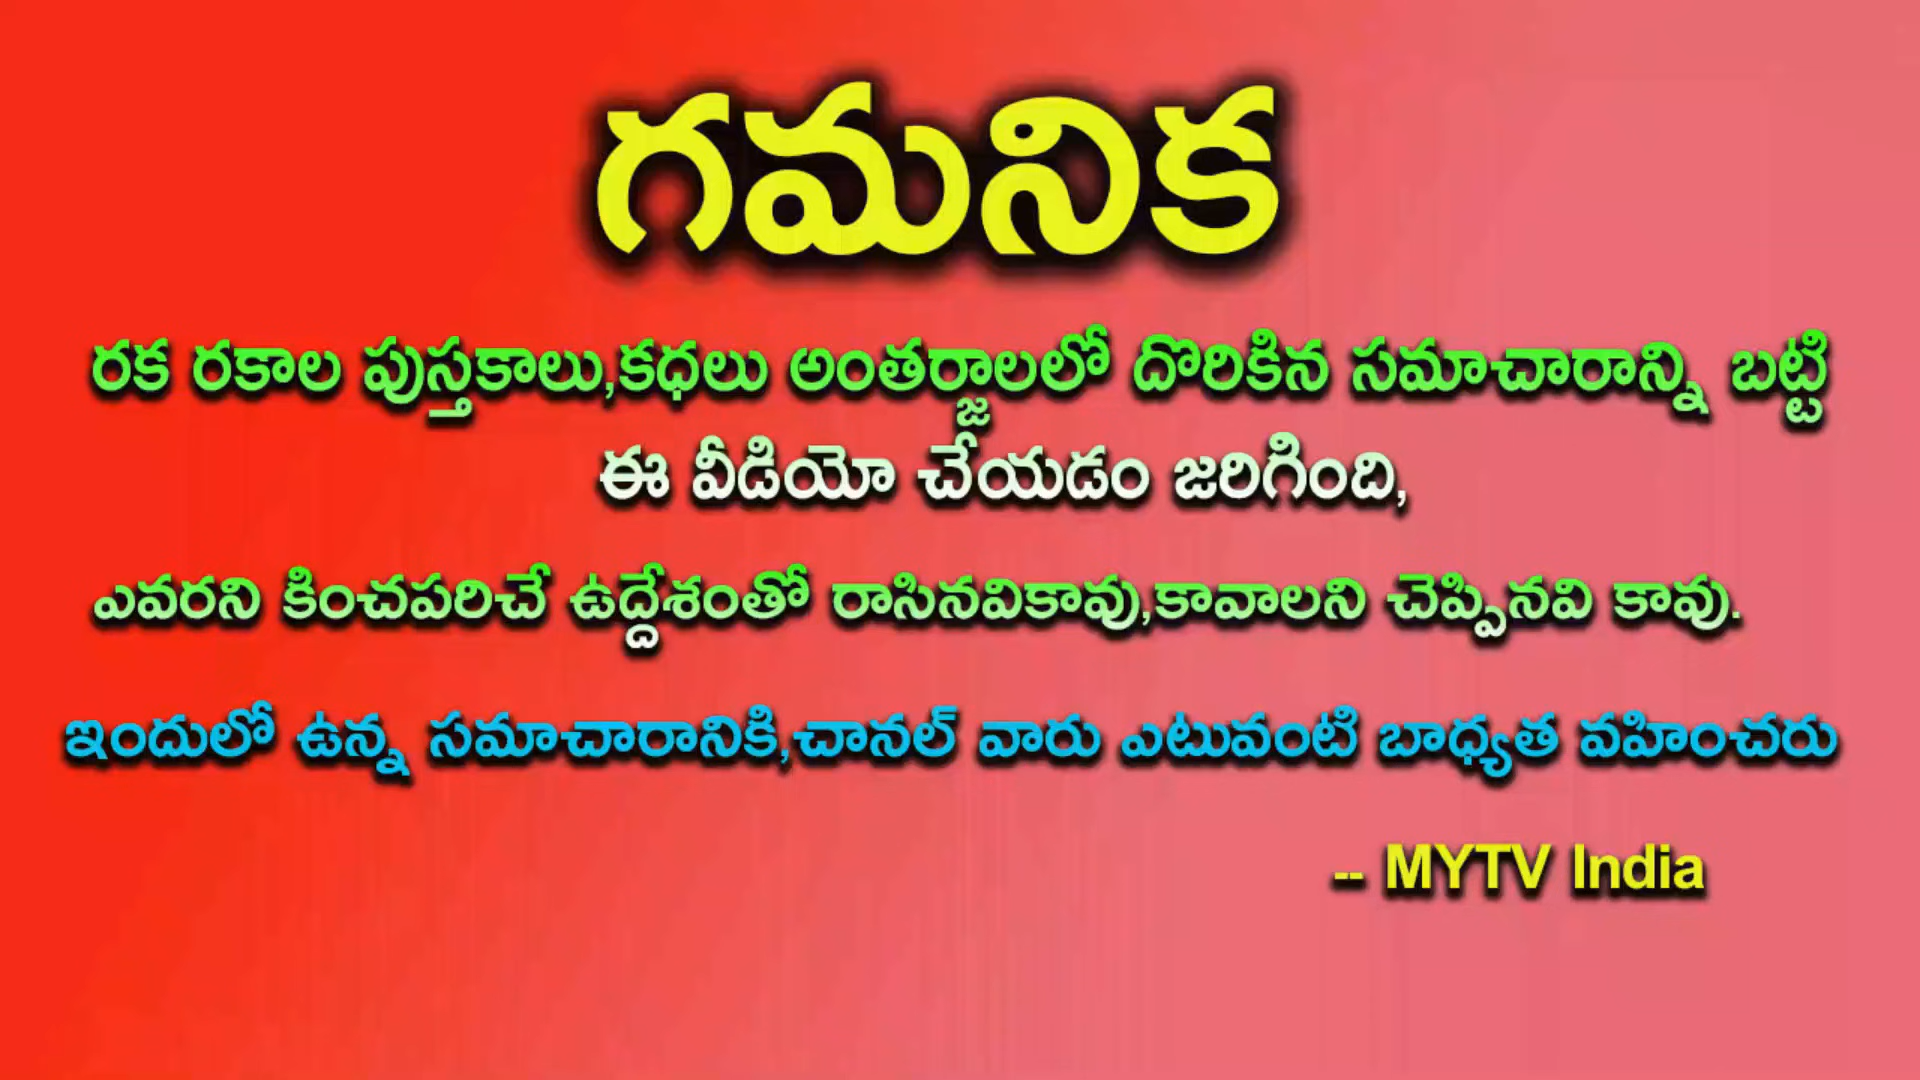 గమనిక
రక రకాల పుస్తకాలు,కధలు అంతర్జాలలో దొరికిన సమాచారాన్ని బట్టి
ఈ వీడియో చేయడం జరిగింది,
ఎవరని కించపరిచే ఉద్దేశంతో రాసినవికావు,కావాలని చెప్పినవి కావు.
ఇందులో ఉన్న సమాచారానికి,చానల్ వారు ఎటువంటి బాధ్యత వహించరు
-- MYTV India